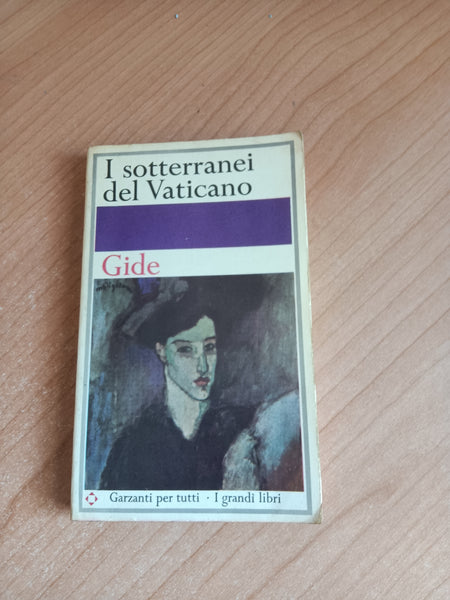 I sotterranei
del Vaticano
Gide
Garzanti per tutti · I grandi libri